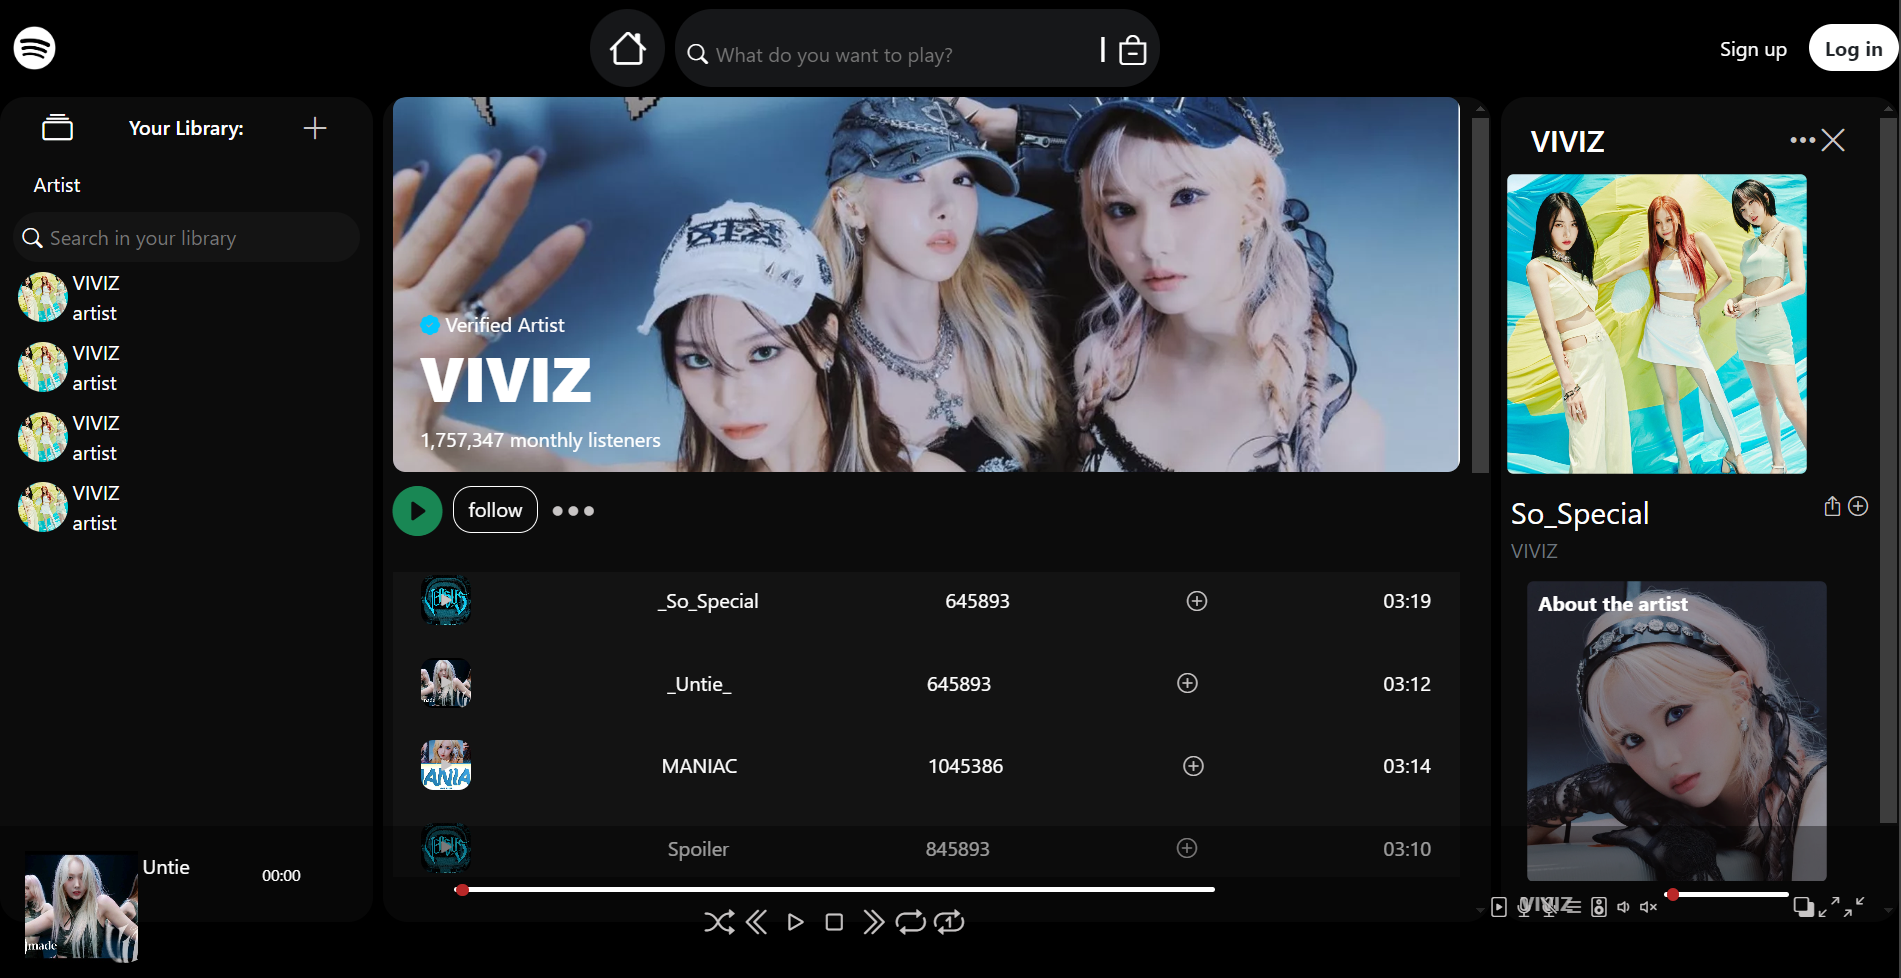 What do you want to play?
Sign up
Log in
Your Library:
Artist
Search in your library
VIVIZ
artist
VIVIZ
artist
VIVIZ
artist
VIVIZ
artist
Verified Artist
VIVIZ
1,757,347 monthly listeners
follow
_So_Special 645893 03:19
_Untie_ 645893 03:12
MANIAC 1045386 03:14
Spoiler 845893 03:10
VIVIZ
So_Special
VIVIZ
About the artist
VIVIZ
Untie
00:00
made